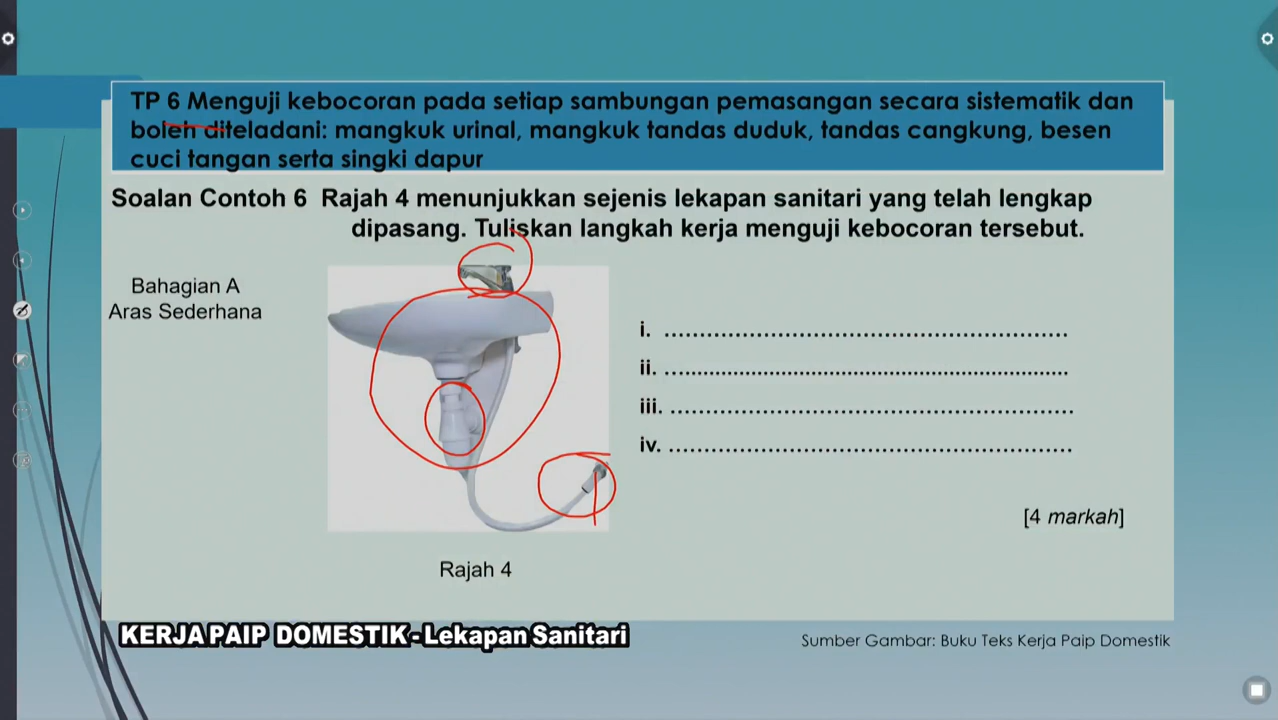 TP 6 Menguji kebocoran pada setiap sambungan pemasangan secara sistematik dan
boleh diteladani: mangkuk urinal, mangkuk tandas duduk, tandas cangkung, besen
cuci tangan serta singki dapur
Soalan Contoh 6 Rajah 4 menunjukkan sejenis lekapan sanitari yang telah lengkap
dipasang. Tuliskan langkah kerja menguji kebocoran tersebut.
Bahagian A
Aras Sederhana
i. ..........................................................
ii. ..........................................................
iii. ..........................................................
iv. ..........................................................
[4 markah]
Rajah 4
KERJA PAIP DOMESTIK - Lekapan Sanitari
Sumber Gambar: Buku Teks Kerja Paip Domestik